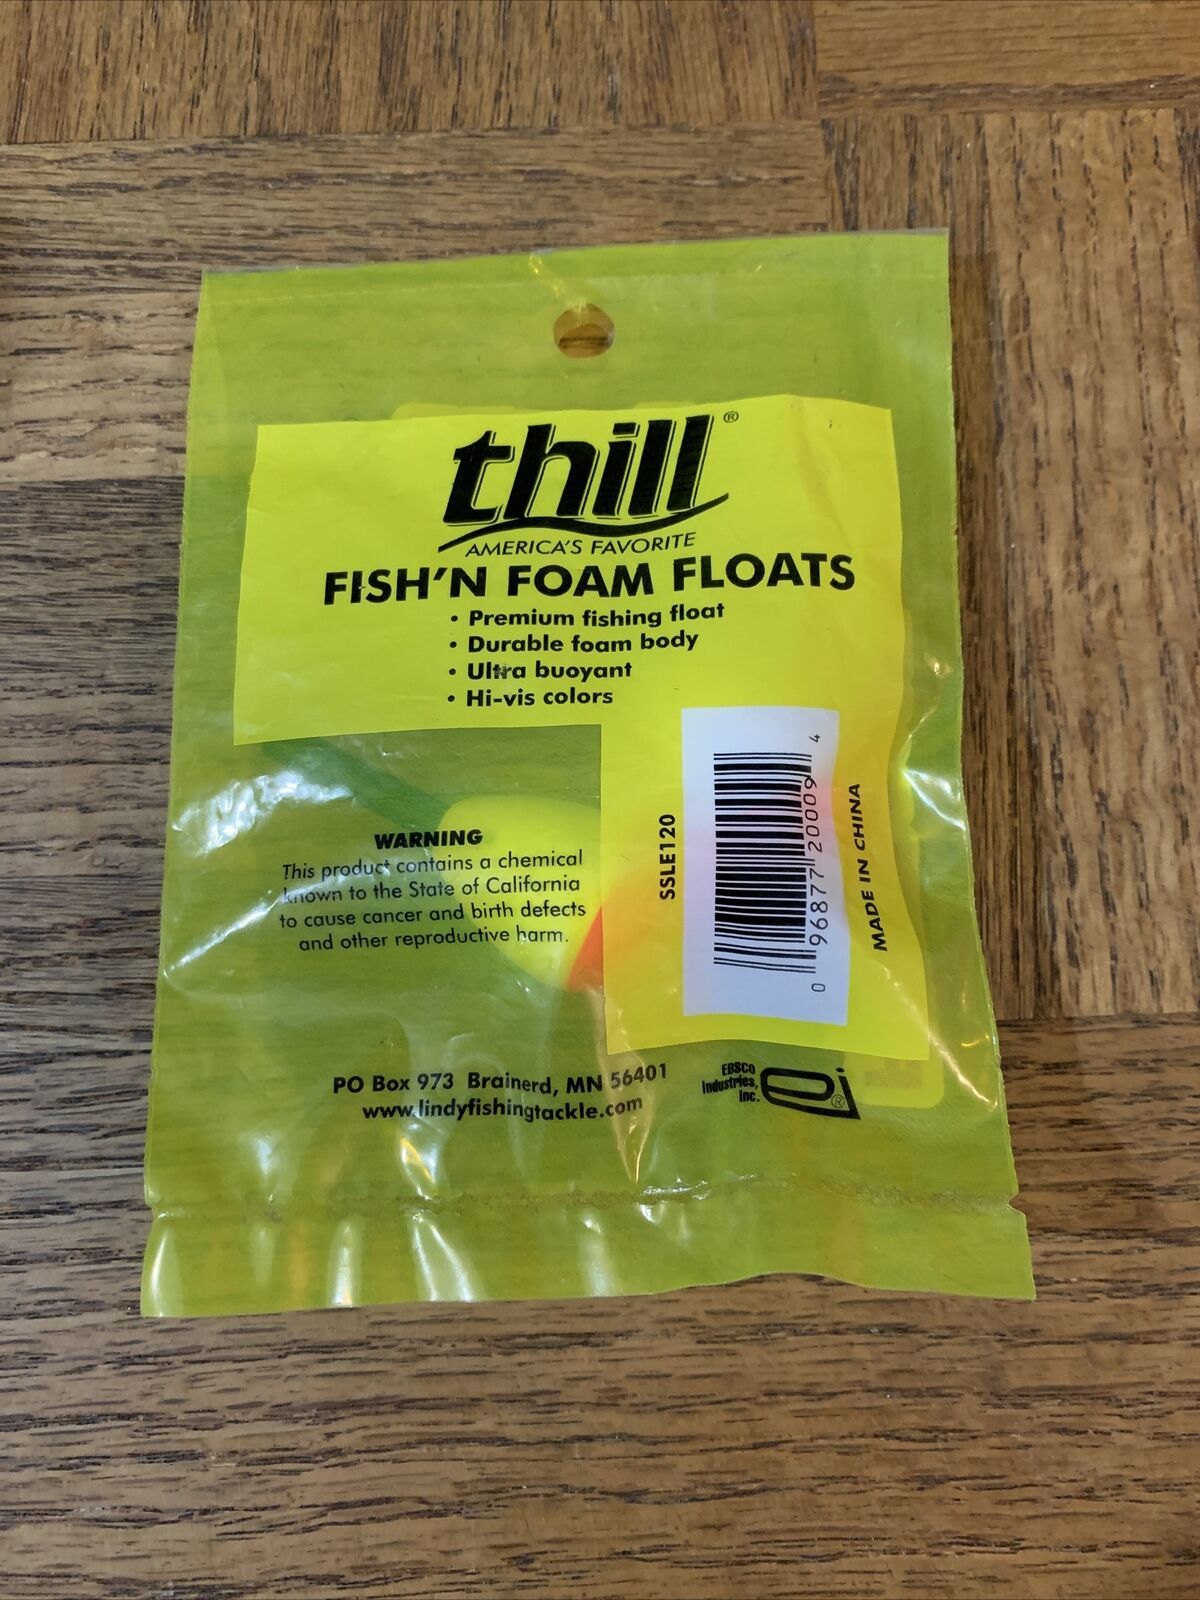 thill®
AMERICA'S FAVORITE
FISH'N FOAM FLOATS
• Premium fishing float
• Durable foam body
• Ultra buoyant
• Hi-vis colors
WARNING
This product contains a chemical
known to the State of California
to cause cancer and birth defects
and other reproductive harm.
SSLE120
0 96877 20009 4
MADE IN CHINA
PO Box 973 Brainerd, MN 56401
www.lindyfishingtackle.com
EBSCO
Industries,
Inc.
ei®